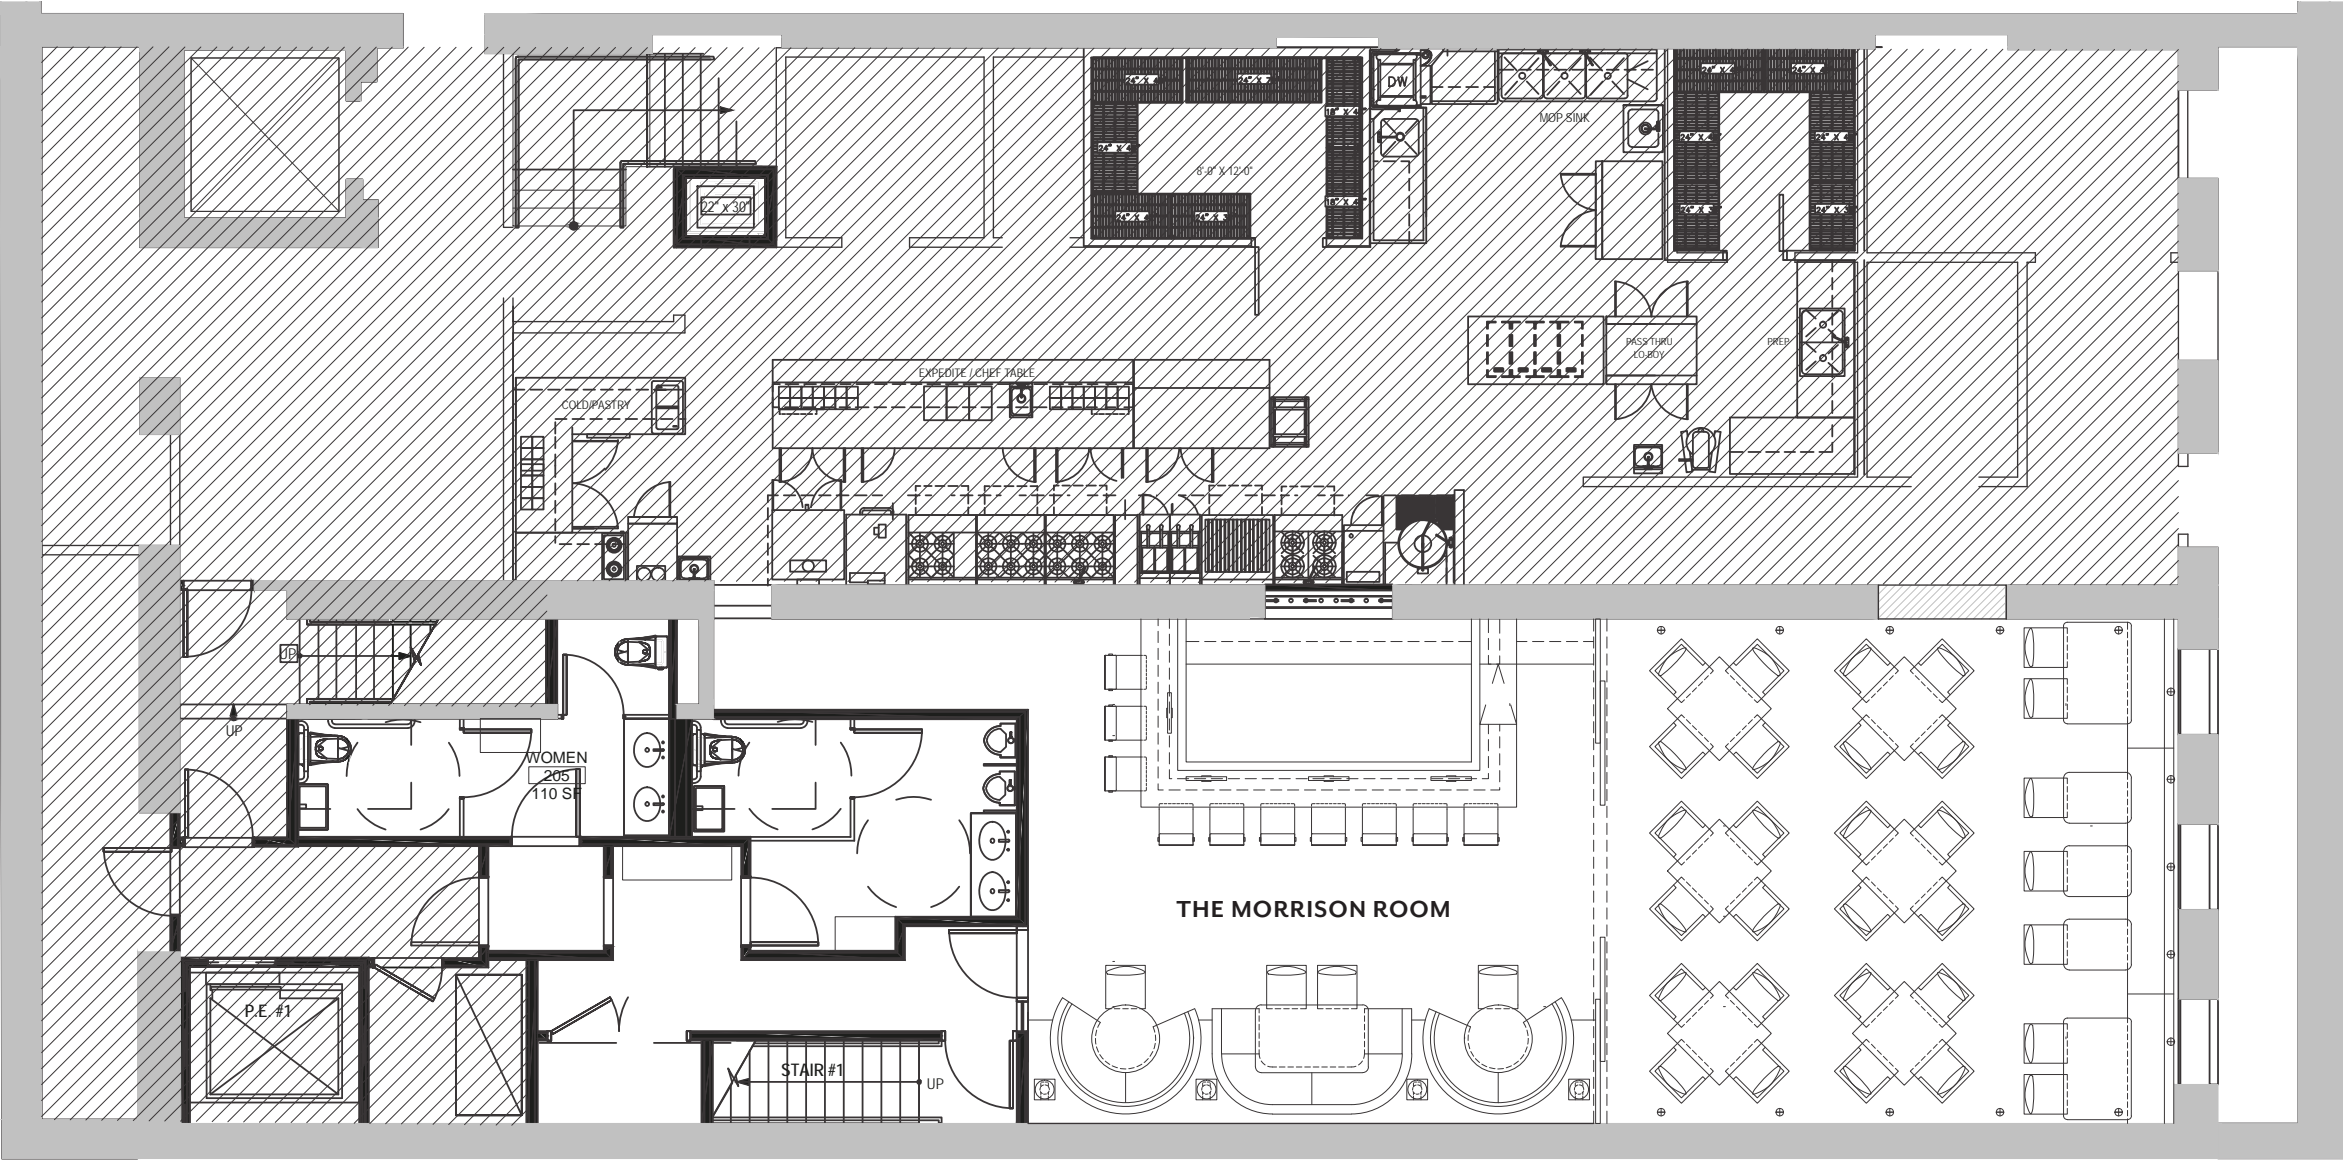 DW
MOP SINK
8'-0" X 12'-0"
22" x 30"
PASS THRU
LO-BOY
PREP
EXPEDITE / CHEF TABLE
COLD/PASTRY
UP
UP
WOMEN
205
110 SF
THE MORRISON ROOM
P.E. #1
STAIR #1
UP